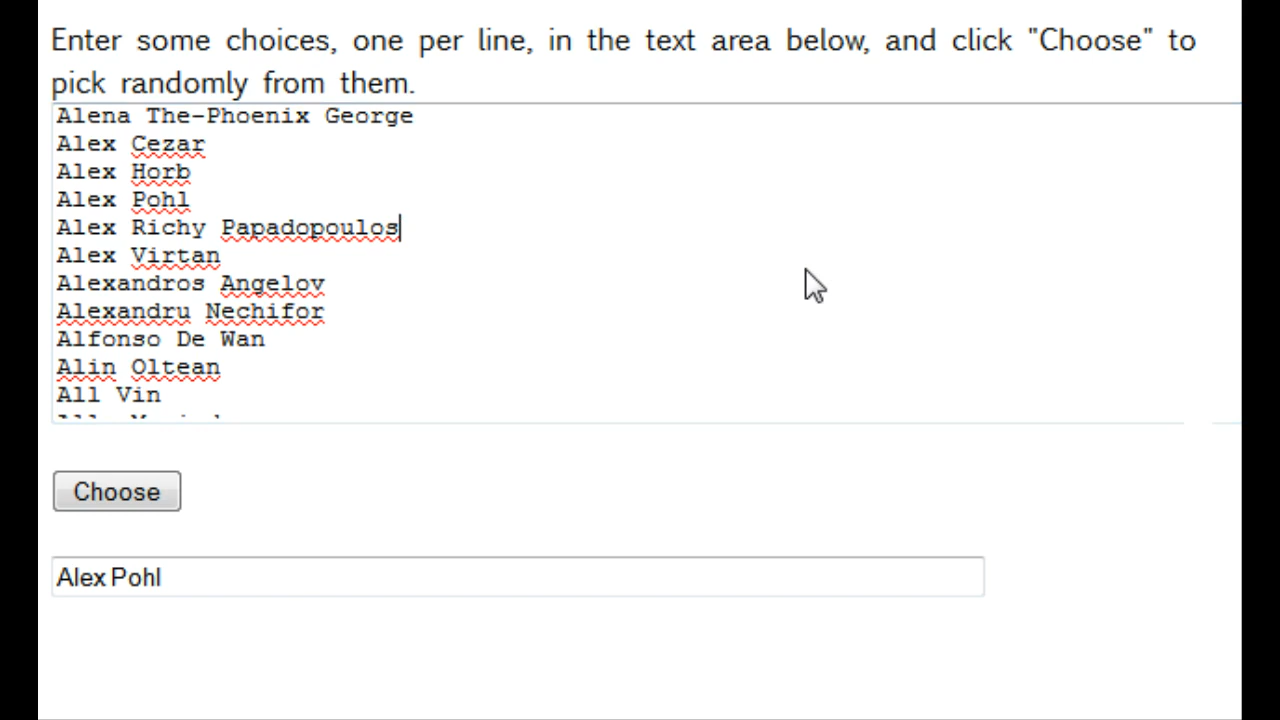 Enter some choices, one per line, in the text area below, and click "Choose" to
pick randomly from them.
Alena The-Phoenix George
Alex Cezar
Alex Horb
Alex Pohl
Alex Richy Papadopoulos
Alex Virtan
Alexandros Angelov
Alexandru Nechifor
Alfonso De Wan
Alin Oltean
All Vin
Choose
Alex Pohl